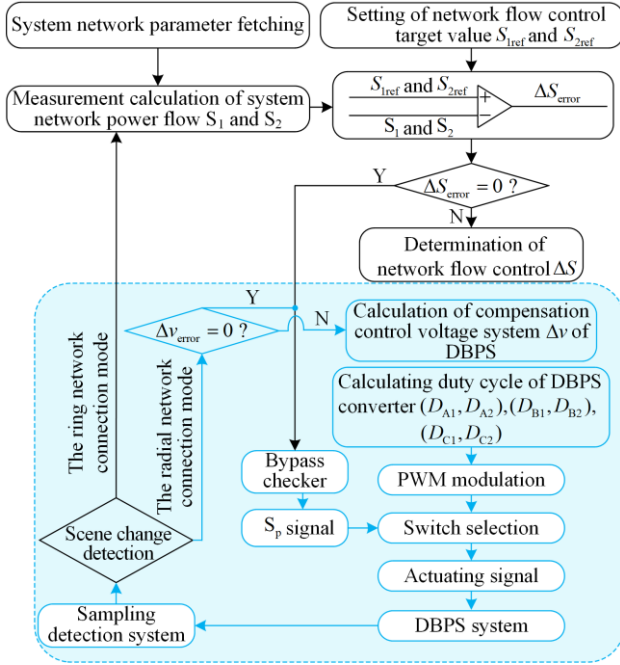 System network parameter fetching
Setting of network flow control
target value S1ref and S2ref
Measurement calculation of system
network power flow S1 and S2
S1ref and S2ref
+
ΔSerror
−
S1 and S2
Y
ΔSerror = 0 ?
N
Determination of
network flow control ΔS
Y
Δverror = 0 ?
N
Calculation of compensation
control voltage system Δv of
DBPS
The ring network
connection mode
The radial network
connection mode
Calculating duty cycle of DBPS
converter (DA1, DA2),(DB1, DB2),
(DC1, DC2)
Bypass
checker
PWM modulation
Sp signal
Switch selection
Scene change
detection
Actuating signal
Sampling
detection system
DBPS system